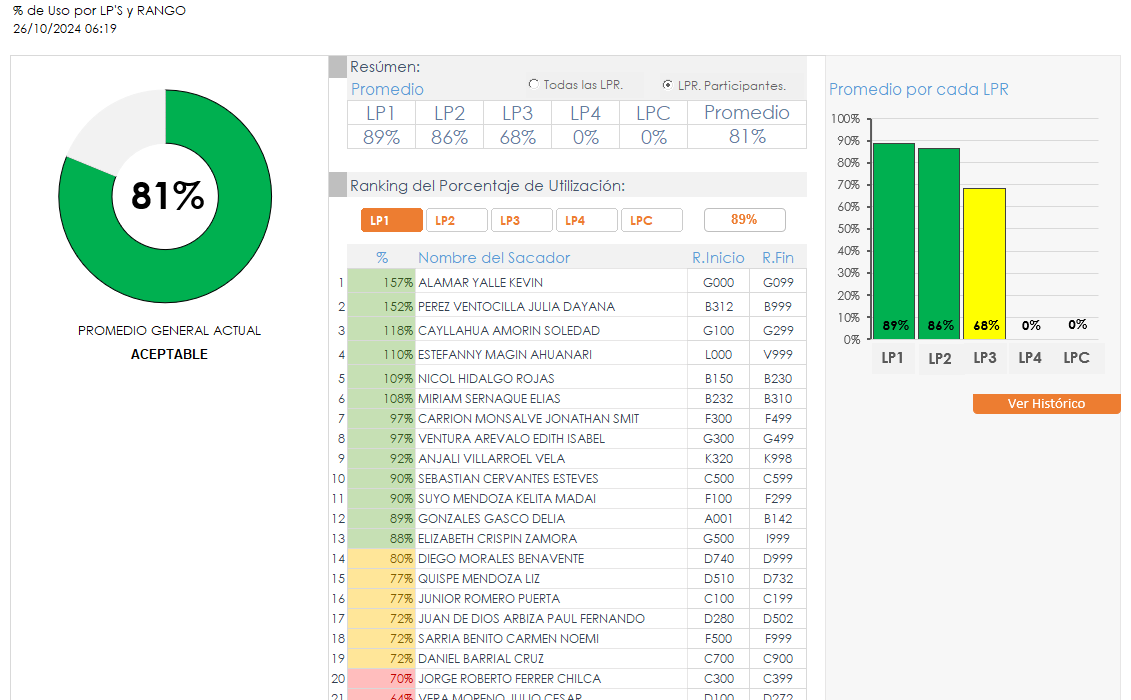 % de Uso por LP'S y RANGO
26/10/2024 06:19
81%
PROMEDIO GENERAL ACTUAL
ACEPTABLE
Resúmen:
Promedio
Todas las LPR.
LPR. Participantes.
LP1 LP2 LP3 LP4 LPC Promedio
89% 86% 68% 0% 0% 81%
Ranking del Porcentaje de Utilización:
LP1 LP2 LP3 LP4 LPC 89%
% Nombre del Sacador R.Inicio R.Fin
1 157% ALAMAR YALLE KEVIN G000 G099
2 152% PEREZ VENTOCILLA JULIA DAYANA B312 B999
3 118% CAYLLAHUA AMORIN SOLEDAD G100 G299
4 110% ESTEFANNY MAGIN AHUANARI L000 V999
5 109% NICOL HIDALGO ROJAS B150 B230
6 108% MIRIAM SERNAQUE ELIAS B232 B310
7 97% CARRION MONSALVE JONATHAN SMIT F300 F499
8 97% VENTURA AREVALO EDITH ISABEL G300 G499
9 92% ANJALI VILLARROEL VELA K320 K998
10 90% SEBASTIAN CERVANTES ESTEVES C500 C599
11 90% SUYO MENDOZA KELITA MADAI F100 F299
12 89% GONZALES GASCO DELIA A001 B142
13 88% ELIZABETH CRISPIN ZAMORA G500 I999
14 80% DIEGO MORALES BENAVENTE D740 D999
15 77% QUISPE MENDOZA LIZ D510 D732
16 77% JUNIOR ROMERO PUERTA C100 C199
17 72% JUAN DE DIOS ARBIZA PAUL FERNANDO D280 D502
18 72% SARRIA BENITO CARMEN NOEMI F500 F999
19 72% DANIEL BARRIAL CRUZ C700 C900
20 70% JORGE ROBERTO FERRER CHILCA C300 C399
21 64% VERA MORENO JULIO CESAR D100 D272
Promedio por cada LPR
100%
90%
80%
70%
60%
50%
40%
30%
20%
10%
0%
89% 86% 68% 0% 0%
LP1 LP2 LP3 LP4 LPC
Ver Histórico